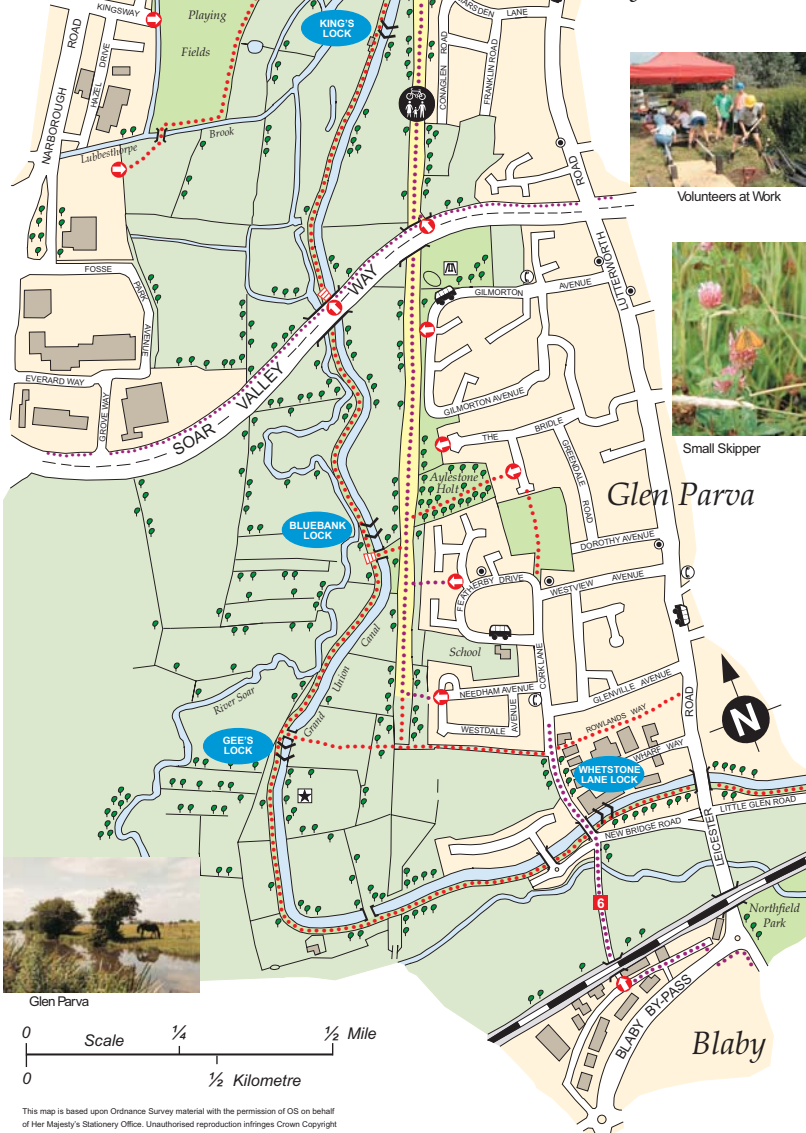 KINGSWAY
ROAD
HAZEL DRIVE
NARBOROUGH
Playing
Fields
KING'S
LOCK
MARSDEN LANE
CONAGLEN ROAD
FRANKLIN ROAD
Lubbesthorpe
Brook
ROAD
LUTTERWORTH
Volunteers at Work
FOSSE
PARK
AVENUE
EVERARD WAY
GROVE WAY
SOAR VALLEY WAY
GILMORTON AVENUE
GILMORTON AVENUE
THE BRIDLE
GREENDALE
ROAD
Small Skipper
Aylestone
Holt
Glen Parva
BLUEBANK
LOCK
DOROTHY AVENUE
FEATHERBY DRIVE
WESTVIEW AVENUE
CORK LANE
School
Grand Union Canal
River Soar
NEEDHAM AVENUE
AVENUE
WESTDALE
GLENVILLE AVENUE
ROWLANDS WAY
WHARF WAY
ROAD
LEICESTER
N
GEE'S
LOCK
WHETSTONE
LANE LOCK
NEW BRIDGE ROAD
LITTLE GLEN ROAD
6
Northfield
Park
BLABY BY-PASS
Blaby
Glen Parva
0 Scale ¼ ½ Mile
0 ½ Kilometre
This map is based upon Ordnance Survey material with the permission of OS on behalf
of Her Majesty's Stationery Office. Unauthorised reproduction infringes Crown Copyright